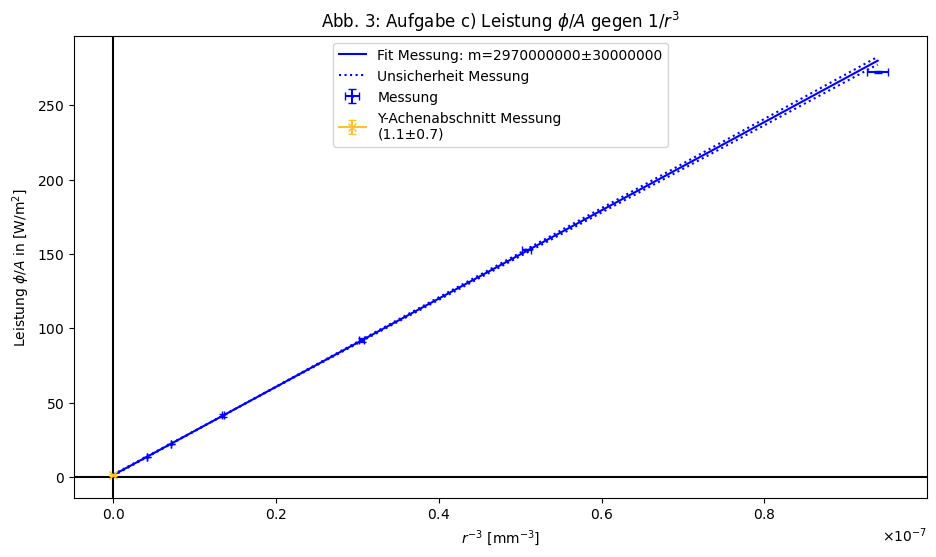 Abb. 3: Aufgabe c) Leistung ϕ/A gegen 1/r³
Fit Messung: m=2970000000±30000000
Unsicherheit Messung
Messung
Y-Achenabschnitt Messung
(1.1±0.7)
Leistung ϕ/A in [W/m²]
250
200
150
100
50
0
0.0 0.2 0.4 0.6 0.8
×10⁻⁷
r⁻³ [mm⁻³]